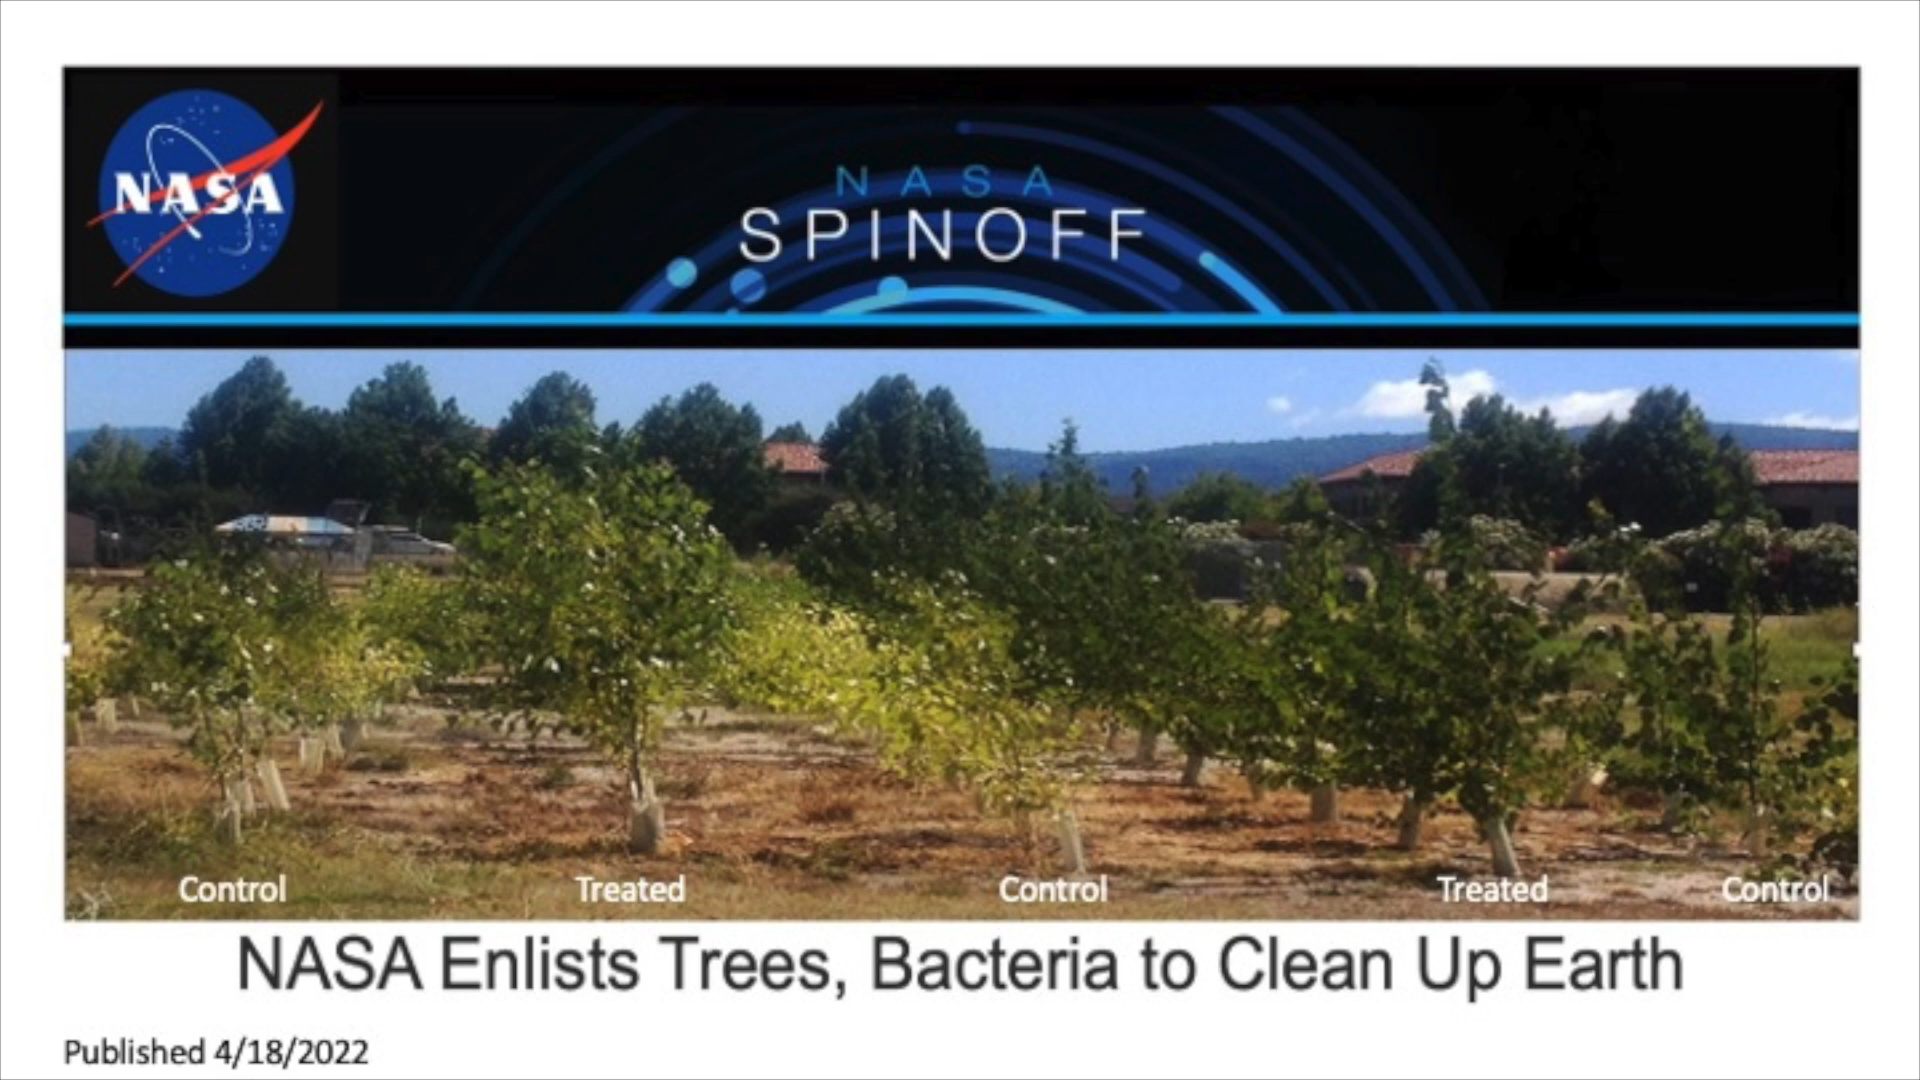 NASA
NASA
SPINOFF
Control Treated Control Treated Control
NASA Enlists Trees, Bacteria to Clean Up Earth
Published 4/18/2022